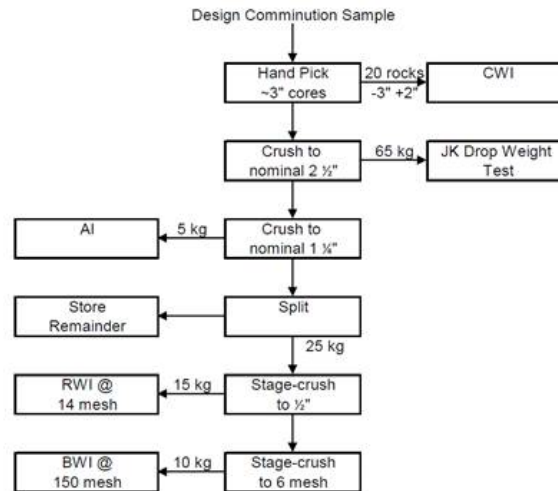 Design Comminution Sample
Hand Pick
~3" cores
20 rocks
-3" +2"
CWI
Crush to
nominal 2 ½"
65 kg
JK Drop Weight
Test
AI
5 kg
Crush to
nominal 1 ¼"
Store
Remainder
Split
25 kg
RWI @
14 mesh
15 kg
Stage-crush
to ½"
BWI @
150 mesh
10 kg
Stage-crush
to 6 mesh